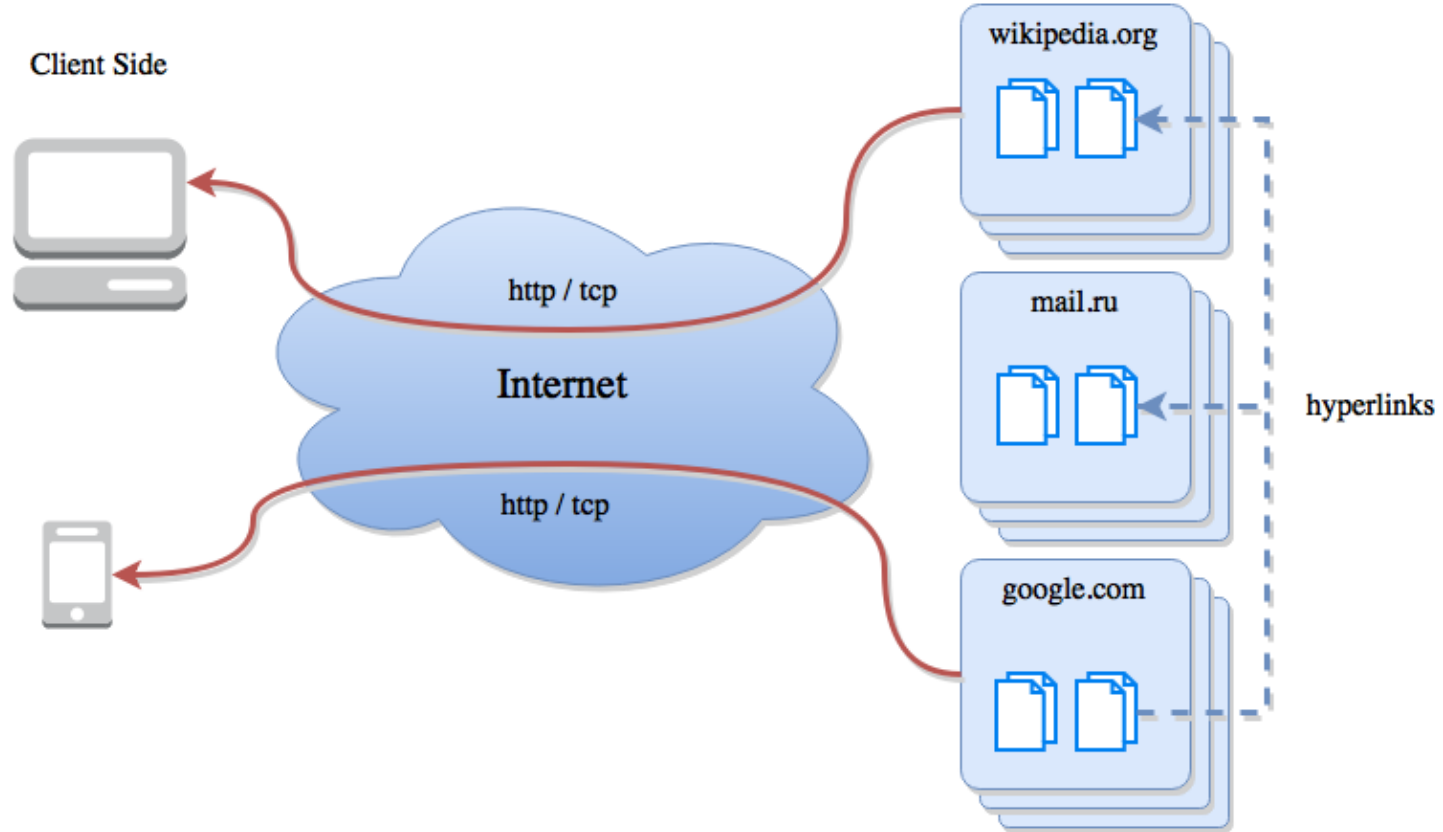 Client Side
wikipedia.org
http / tcp
mail.ru
Internet
hyperlinks
http / tcp
google.com